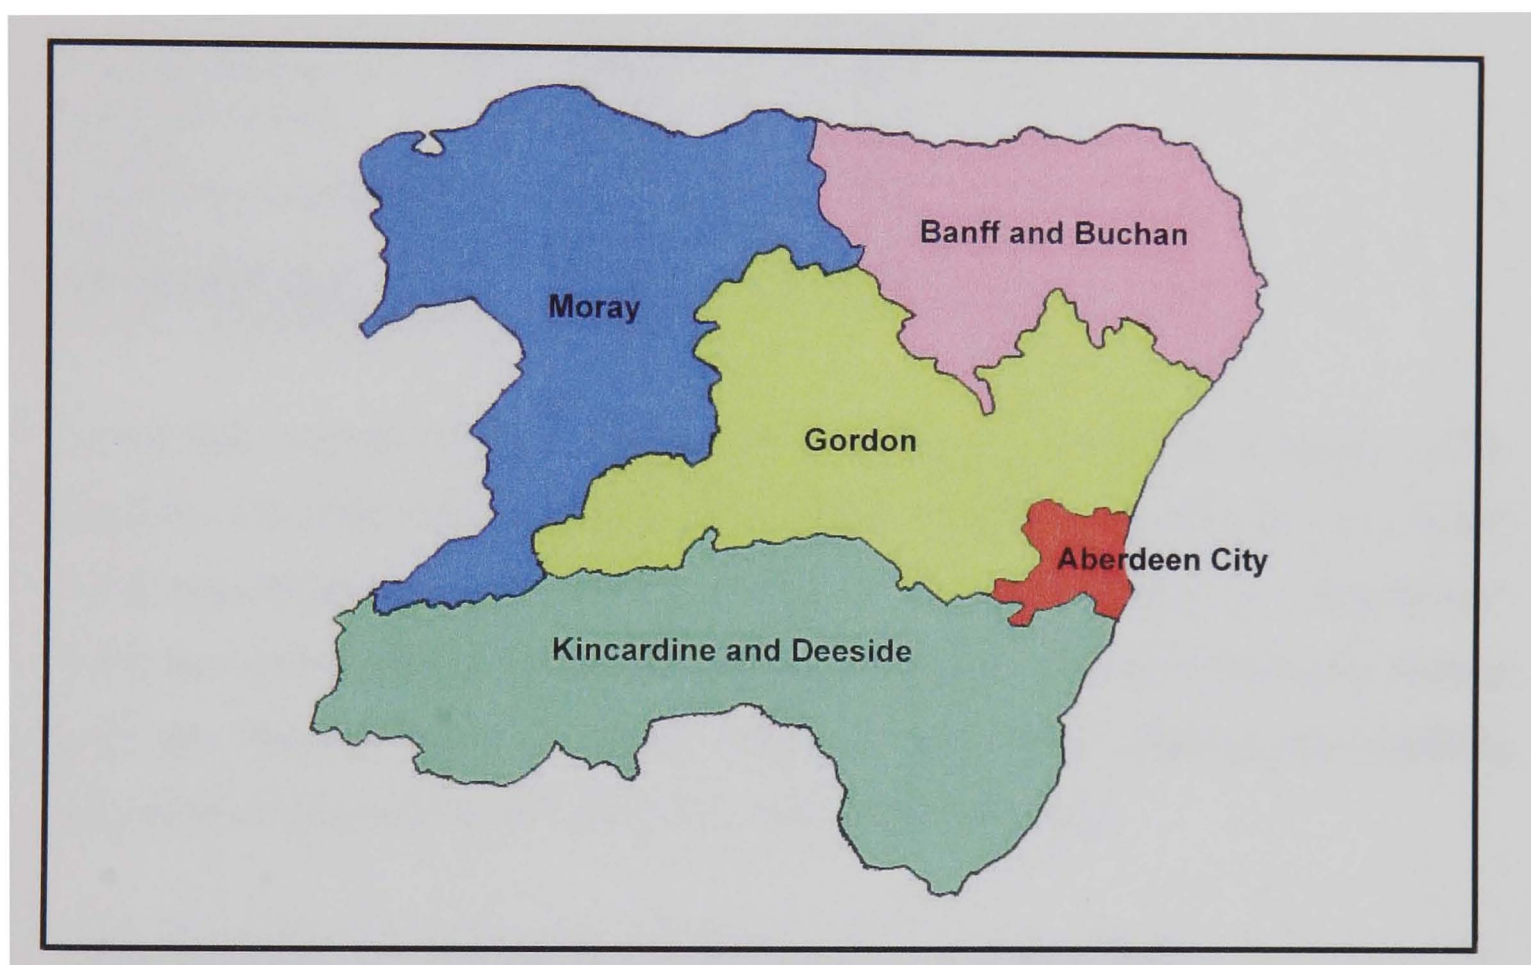 Banff and Buchan
Moray
Gordon
Aberdeen City
Kincardine and Deeside